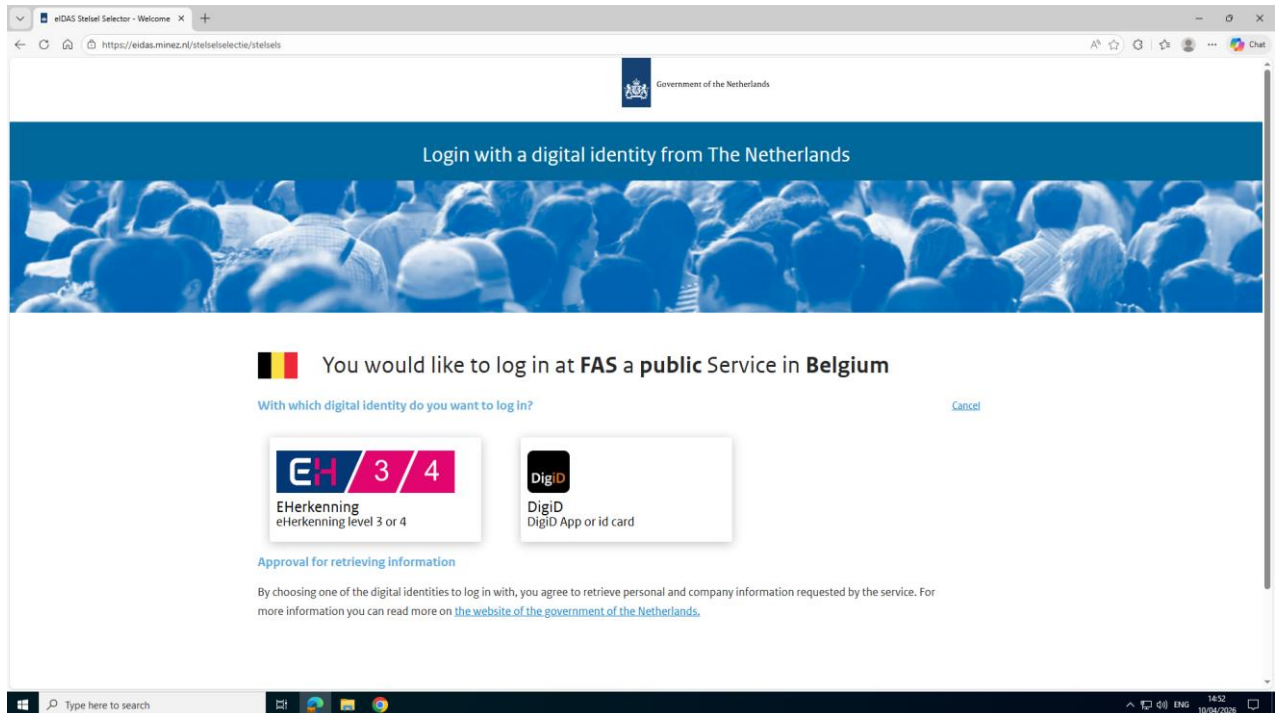 eIDAS Stelsel Selector - Welcome
https://eidas.minez.nl/stelselselectie/stelsels
Chat
Government of the Netherlands
Login with a digital identity from The Netherlands
You would like to log in at FAS a public Service in Belgium
With which digital identity do you want to log in?
Cancel
EH 3 4
EHerkenning
eHerkenning level 3 or 4
DigiD
DigiD
DigiD App or id card
Approval for retrieving information
By choosing one of the digital identities to log in with, you agree to retrieve personal and company information requested by the service. For
more information you can read more on the website of the government of the Netherlands.
Type here to search
ENG
14:52
10/04/2026